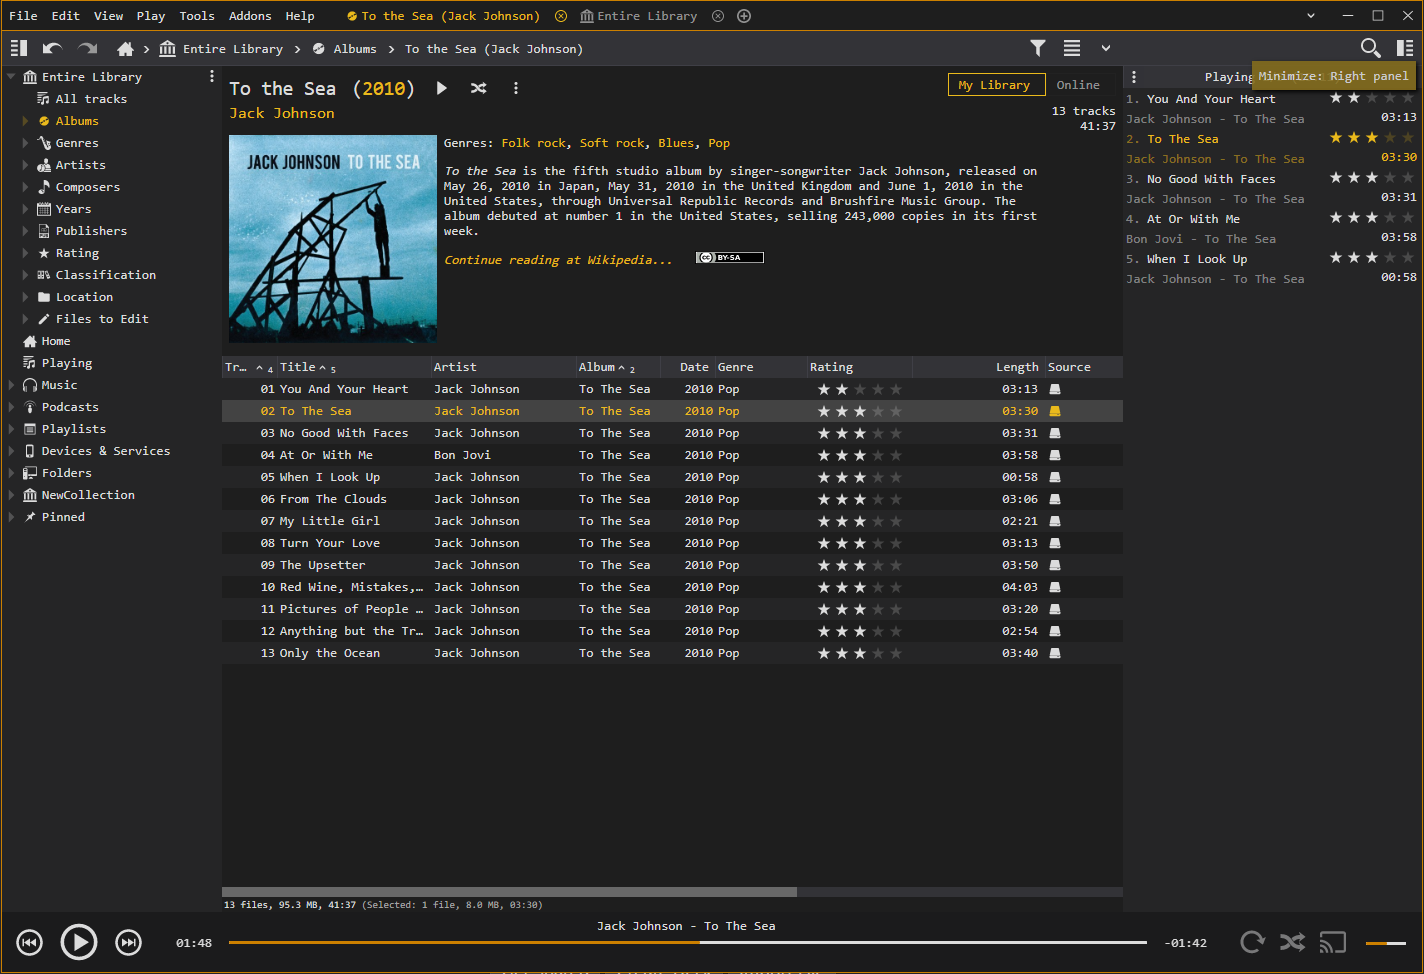 File Edit View Play Tools Addons Help To the Sea (Jack Johnson) Entire Library
Entire Library Albums To the Sea (Jack Johnson)
Minimize: Right panel
Entire Library
All tracks
Albums
Genres
Artists
Composers
Years
Publishers
Rating
Classification
Location
Files to Edit
Home
Playing
Music
Podcasts
Playlists
Devices & Services
Folders
NewCollection
Pinned
To the Sea (2010)
Jack Johnson
My Library Online
13 tracks
41:37
JACK JOHNSON TO THE SEA
Genres: Folk rock, Soft rock, Blues, Pop
To the Sea is the fifth studio album by singer-songwriter Jack Johnson, released on
May 26, 2010 in Japan, May 31, 2010 in the United Kingdom and June 1, 2010 in the
United States, through Universal Republic Records and Brushfire Music Group. The
album debuted at number 1 in the United States, selling 243,000 copies in its first
week.
Continue reading at Wikipedia... cc BY-SA
Tr... 4 Title 5 Artist Album 2 Date Genre Rating Length Source
01 You And Your Heart Jack Johnson To The Sea 2010 Pop 03:13
02 To The Sea Jack Johnson To The Sea 2010 Pop 03:30
03 No Good With Faces Jack Johnson To The Sea 2010 Pop 03:31
04 At Or With Me Bon Jovi To The Sea 2010 Pop 03:58
05 When I Look Up Jack Johnson To The Sea 2010 Pop 00:58
06 From The Clouds Jack Johnson To The Sea 2010 Pop 03:06
07 My Little Girl Jack Johnson To The Sea 2010 Pop 02:21
08 Turn Your Love Jack Johnson To The Sea 2010 Pop 03:13
09 The Upsetter Jack Johnson To The Sea 2010 Pop 03:50
10 Red Wine, Mistakes,... Jack Johnson To the Sea 2010 Pop 04:03
11 Pictures of People ... Jack Johnson To the Sea 2010 Pop 03:20
12 Anything but the Tr... Jack Johnson To the Sea 2010 Pop 02:54
13 Only the Ocean Jack Johnson To the Sea 2010 Pop 03:40
13 files, 95.3 MB, 41:37 (Selected: 1 file, 8.0 MB, 03:30)
Playing
1. You And Your Heart
Jack Johnson - To The Sea 03:13
2. To The Sea
Jack Johnson - To The Sea 03:30
3. No Good With Faces
Jack Johnson - To The Sea 03:31
4. At Or With Me
Bon Jovi - To The Sea 03:58
5. When I Look Up
Jack Johnson - To The Sea 00:58
Jack Johnson - To The Sea
01:48 -01:42